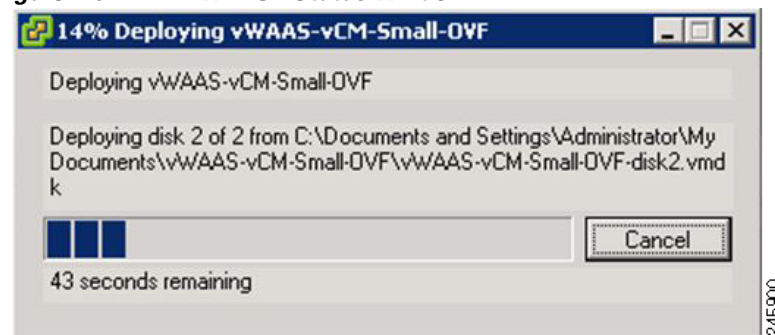 14% Deploying vWAAS-vCM-Small-OVF
Deploying vWAAS-vCM-Small-OVF
Deploying disk 2 of 2 from C:\Documents and Settings\Administrator\My
Documents\vWAAS-vCM-Small-OVF\vWAAS-vCM-Small-OVF-disk2.vmd
k
Cancel
43 seconds remaining
245900